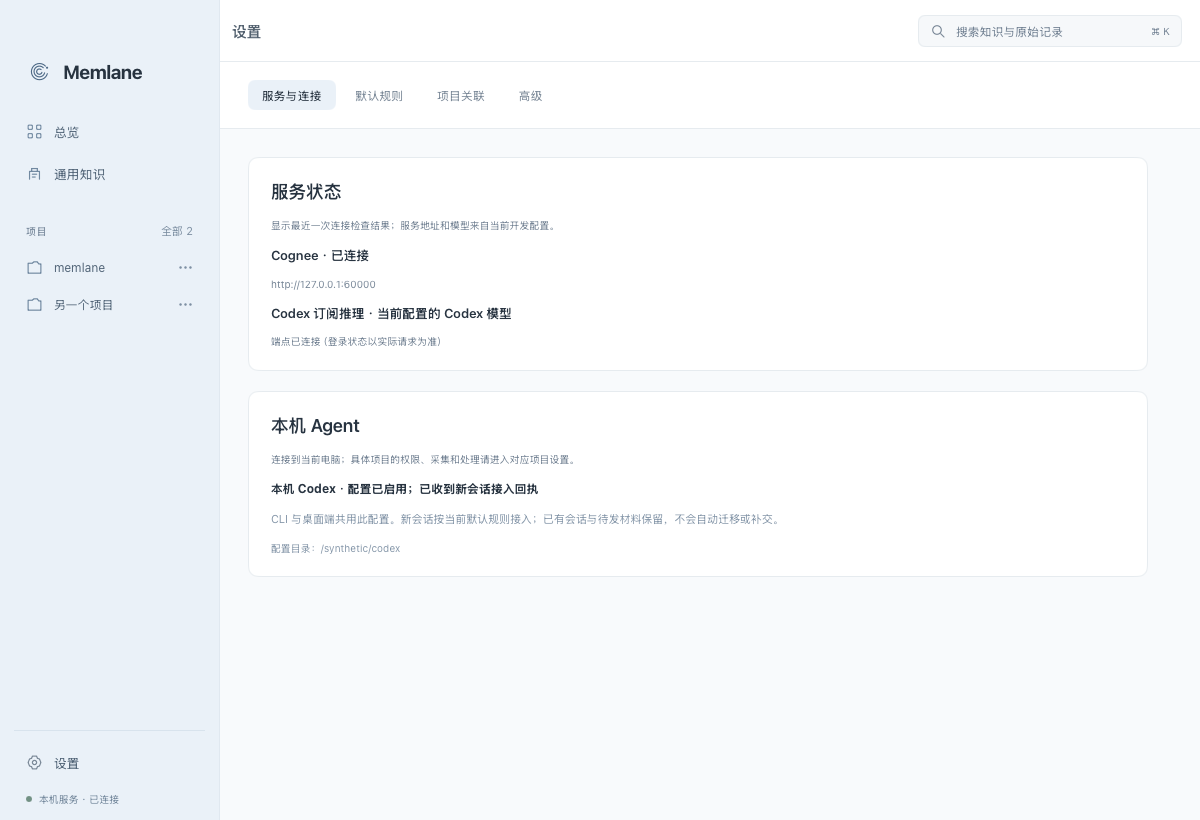 Memlane
总览
通用知识
项目 全部 2
memlane
另一个项目
设置
本机服务 · 已连接
设置
搜索知识与原始记录 ⌘ K
服务与连接 默认规则 项目关联 高级
服务状态
显示最近一次连接检查结果；服务地址和模型来自当前开发配置。
Cognee · 已连接
http://127.0.0.1:60000
Codex 订阅推理 · 当前配置的 Codex 模型
端点已连接（登录状态以实际请求为准）
本机 Agent
连接到当前电脑；具体项目的权限、采集和处理请进入对应项目设置。
本机 Codex · 配置已启用；已收到新会话接入回执
CLI 与桌面端共用此配置。新会话按当前默认规则接入；已有会话与待发材料保留，不会自动迁移或补交。
配置目录：/synthetic/codex